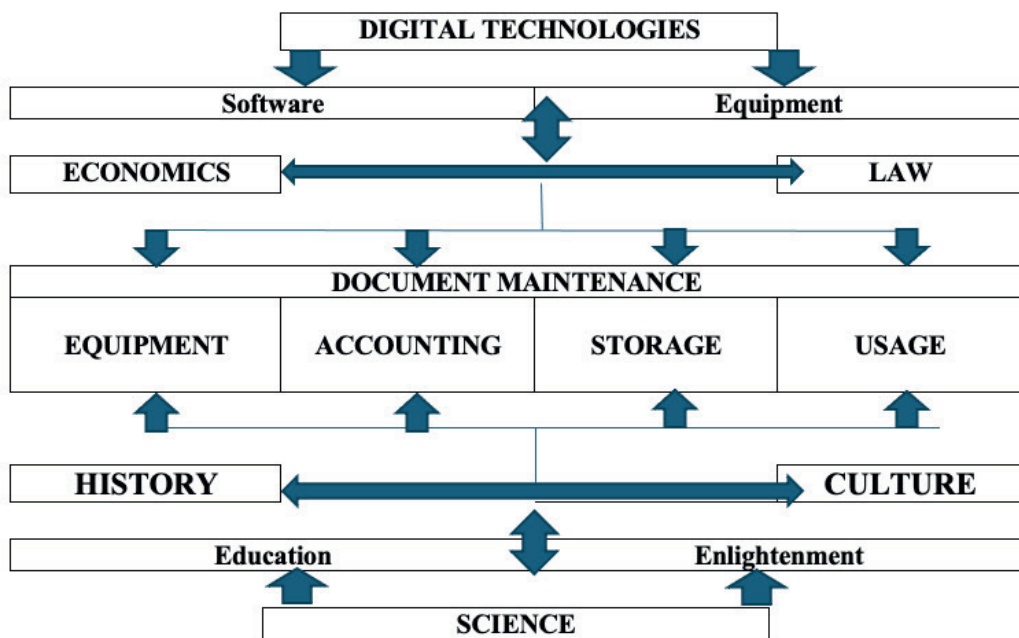 DIGITAL TECHNOLOGIES
Software Equipment
ECONOMICS LAW
DOCUMENT MAINTENANCE
EQUIPMENT ACCOUNTING STORAGE USAGE
HISTORY CULTURE
Education Enlightenment
SCIENCE